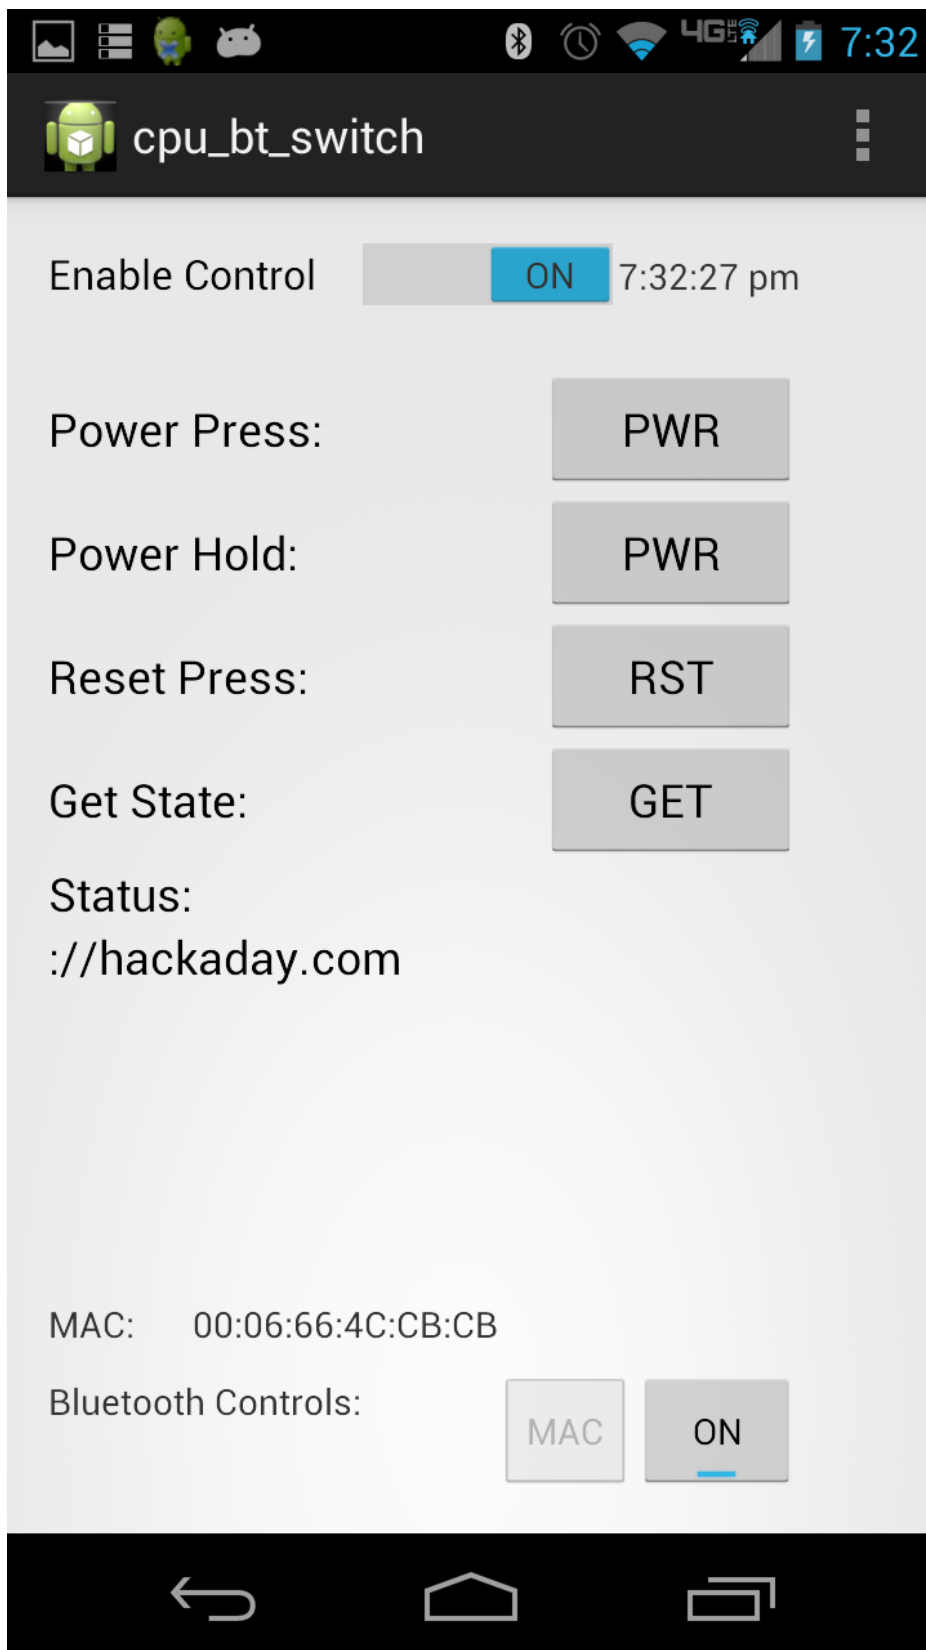 4G LTE 7:32
cpu_bt_switch
Enable Control ON 7:32:27 pm
Power Press: PWR
Power Hold: PWR
Reset Press: RST
Get State: GET
Status:
://hackaday.com
MAC: 00:06:66:4C:CB:CB
Bluetooth Controls: MAC ON